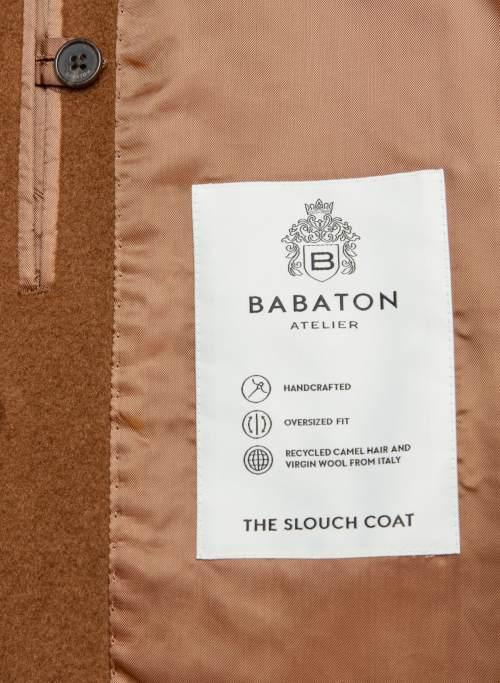 B
BABATON
ATELIER
HANDCRAFTED
OVERSIZED FIT
RECYCLED CAMEL HAIR AND
VIRGIN WOOL FROM ITALY
THE SLOUCH COAT